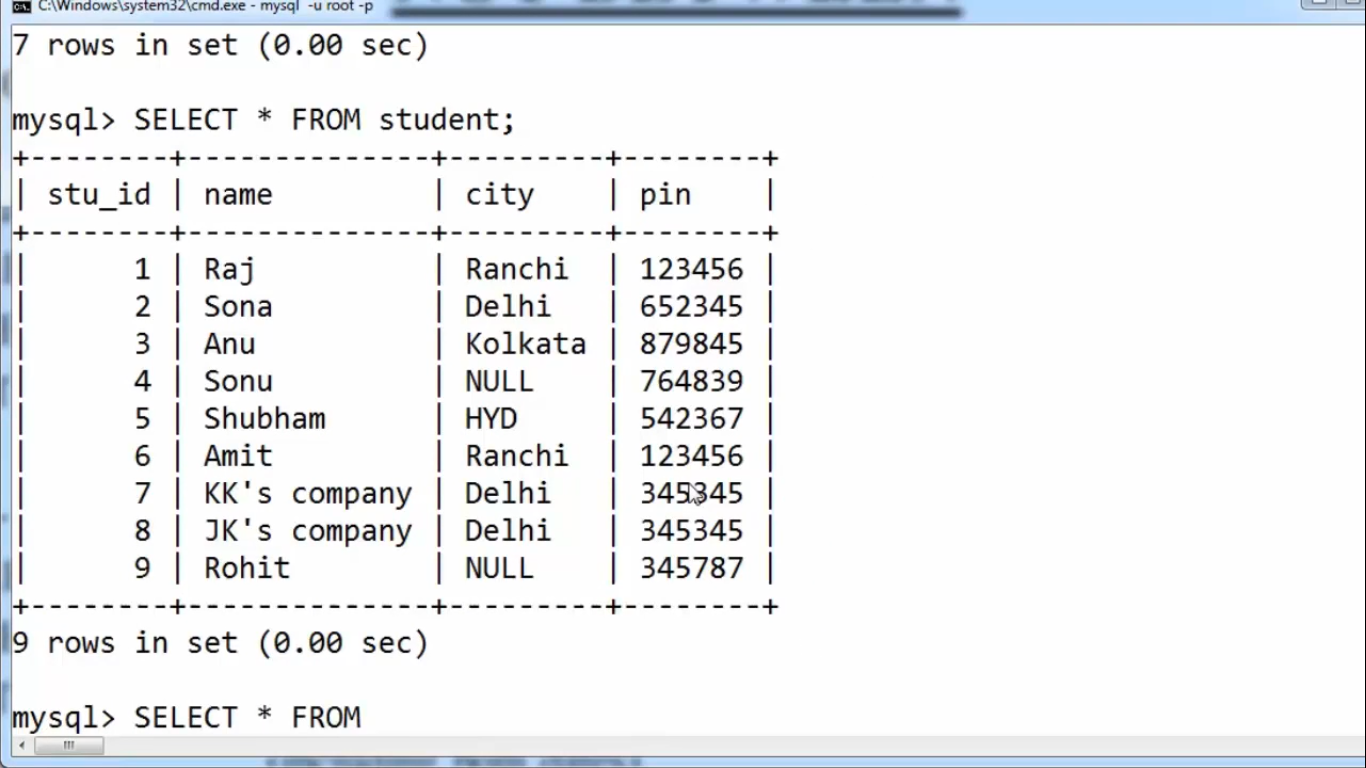 C:\Windows\system32\cmd.exe - mysql -u root -p
7 rows in set (0.00 sec)
mysql> SELECT * FROM student;
+--------+--------------+---------+--------+
| stu_id | name         | city    | pin    |
+--------+--------------+---------+--------+
|      1 | Raj          | Ranchi  | 123456 |
|      2 | Sona         | Delhi   | 652345 |
|      3 | Anu          | Kolkata | 879845 |
|      4 | Sonu         | NULL    | 764839 |
|      5 | Shubham      | HYD     | 542367 |
|      6 | Amit         | Ranchi  | 123456 |
|      7 | KK's company | Delhi   | 345345 |
|      8 | JK's company | Delhi   | 345345 |
|      9 | Rohit        | NULL    | 345787 |
+--------+--------------+---------+--------+
9 rows in set (0.00 sec)
mysql> SELECT * FROM